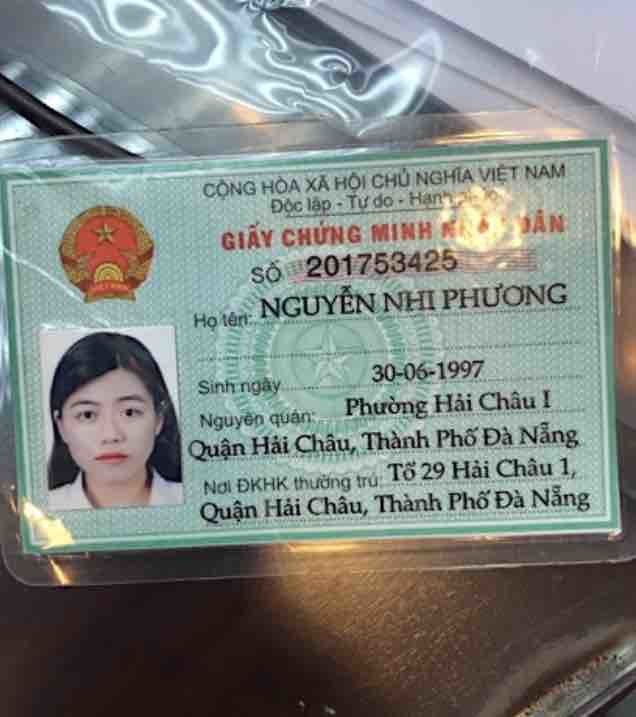 CỘNG HÒA XÃ HỘI CHỦ NGHĨA VIỆT NAM
Độc lập - Tự do - Hạnh
GIẤY CHỨNG MINH DÂN
SỐ 201753425
Họ tên: NGUYỄN NHI PHƯƠNG
Sinh ngày 30-06-1997
Nguyên quán: Phường Hải Châu I
Quận Hải Châu, Thành Phố Đà Nẵng
Nơi ĐKHK thường trú: Tổ 29 Hải Châu 1,
Quận Hải Châu, Thành Phố Đà Nẵng